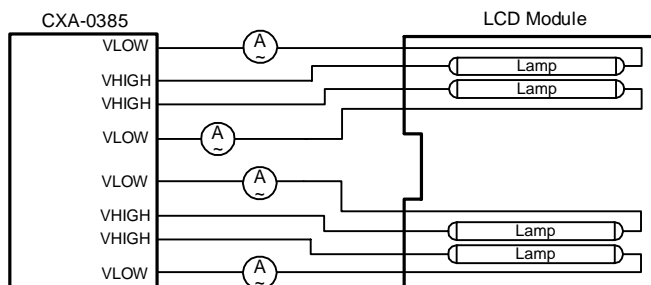 CXA-0385
LCD Module
VLOW
A
~
Lamp
VHIGH
VHIGH
Lamp
VLOW
A
~
VLOW
A
~
VHIGH
Lamp
VHIGH
Lamp
VLOW
A
~